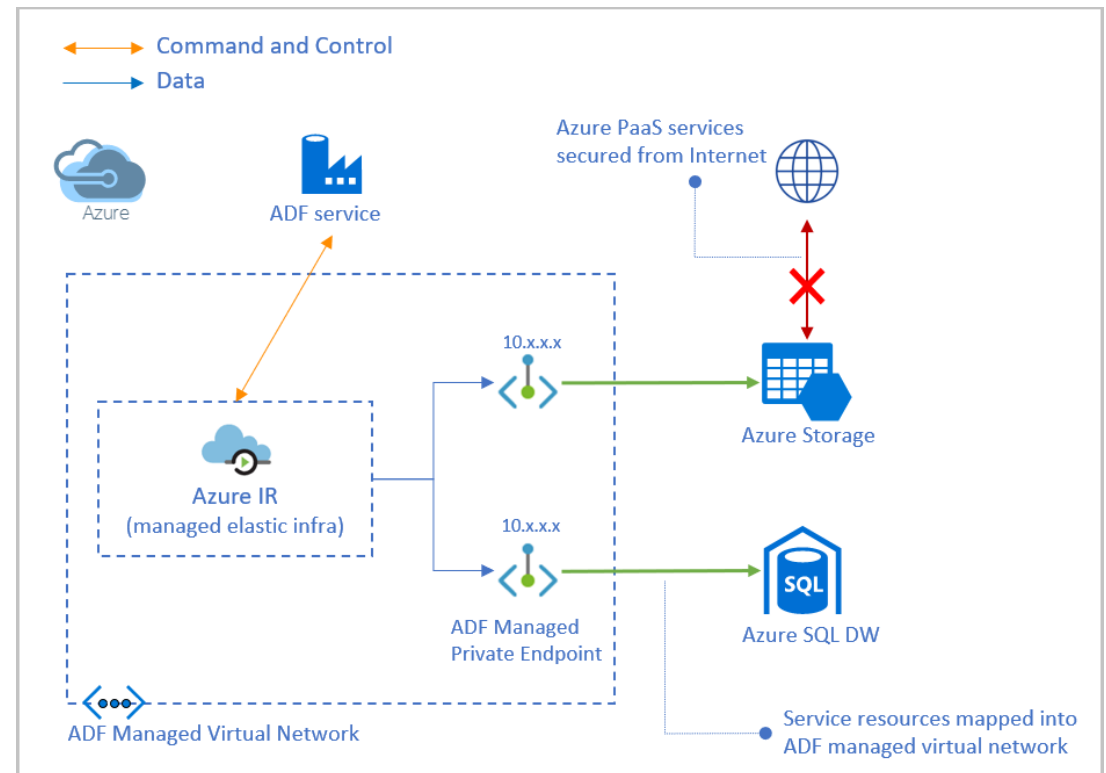 Command and Control
Data
Azure PaaS services
secured from Internet
Azure
ADF service
10.x.x.x
Azure Storage
Azure IR
(managed elastic infra)
10.x.x.x
SQL
ADF Managed
Private Endpoint
Azure SQL DW
ADF Managed Virtual Network
Service resources mapped into
ADF managed virtual network